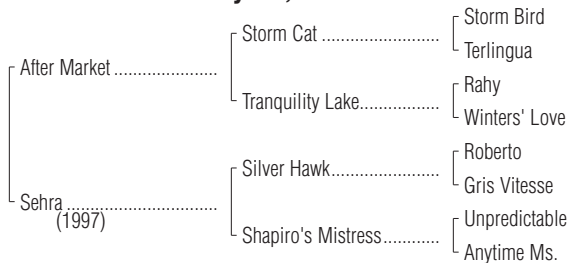 Storm Bird
Storm Cat ........................
Terlingua
After Market .....................
Rahy
Tranquility Lake................
Winters' Love
Roberto
Silver Hawk......................
Gris Vitesse
Sehra ...............................
(1997)
Unpredictable
Shapiro's Mistress............
Anytime Ms.